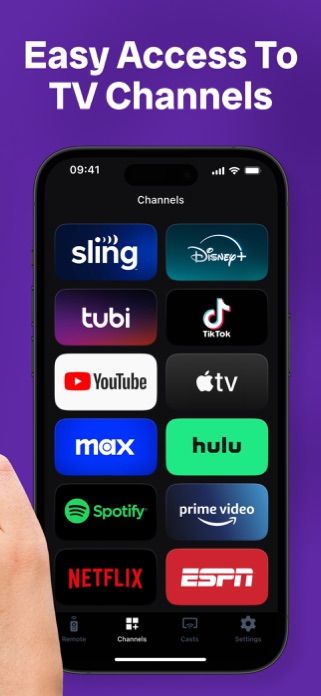 Easy Access To
TV Channels
09:41
Channels
sling
Disney+
tubi
TikTok
YouTube
tv
max
hulu
Spotify
prime video
NETFLIX
ESPN
Remote
Channels
Casts
Settings